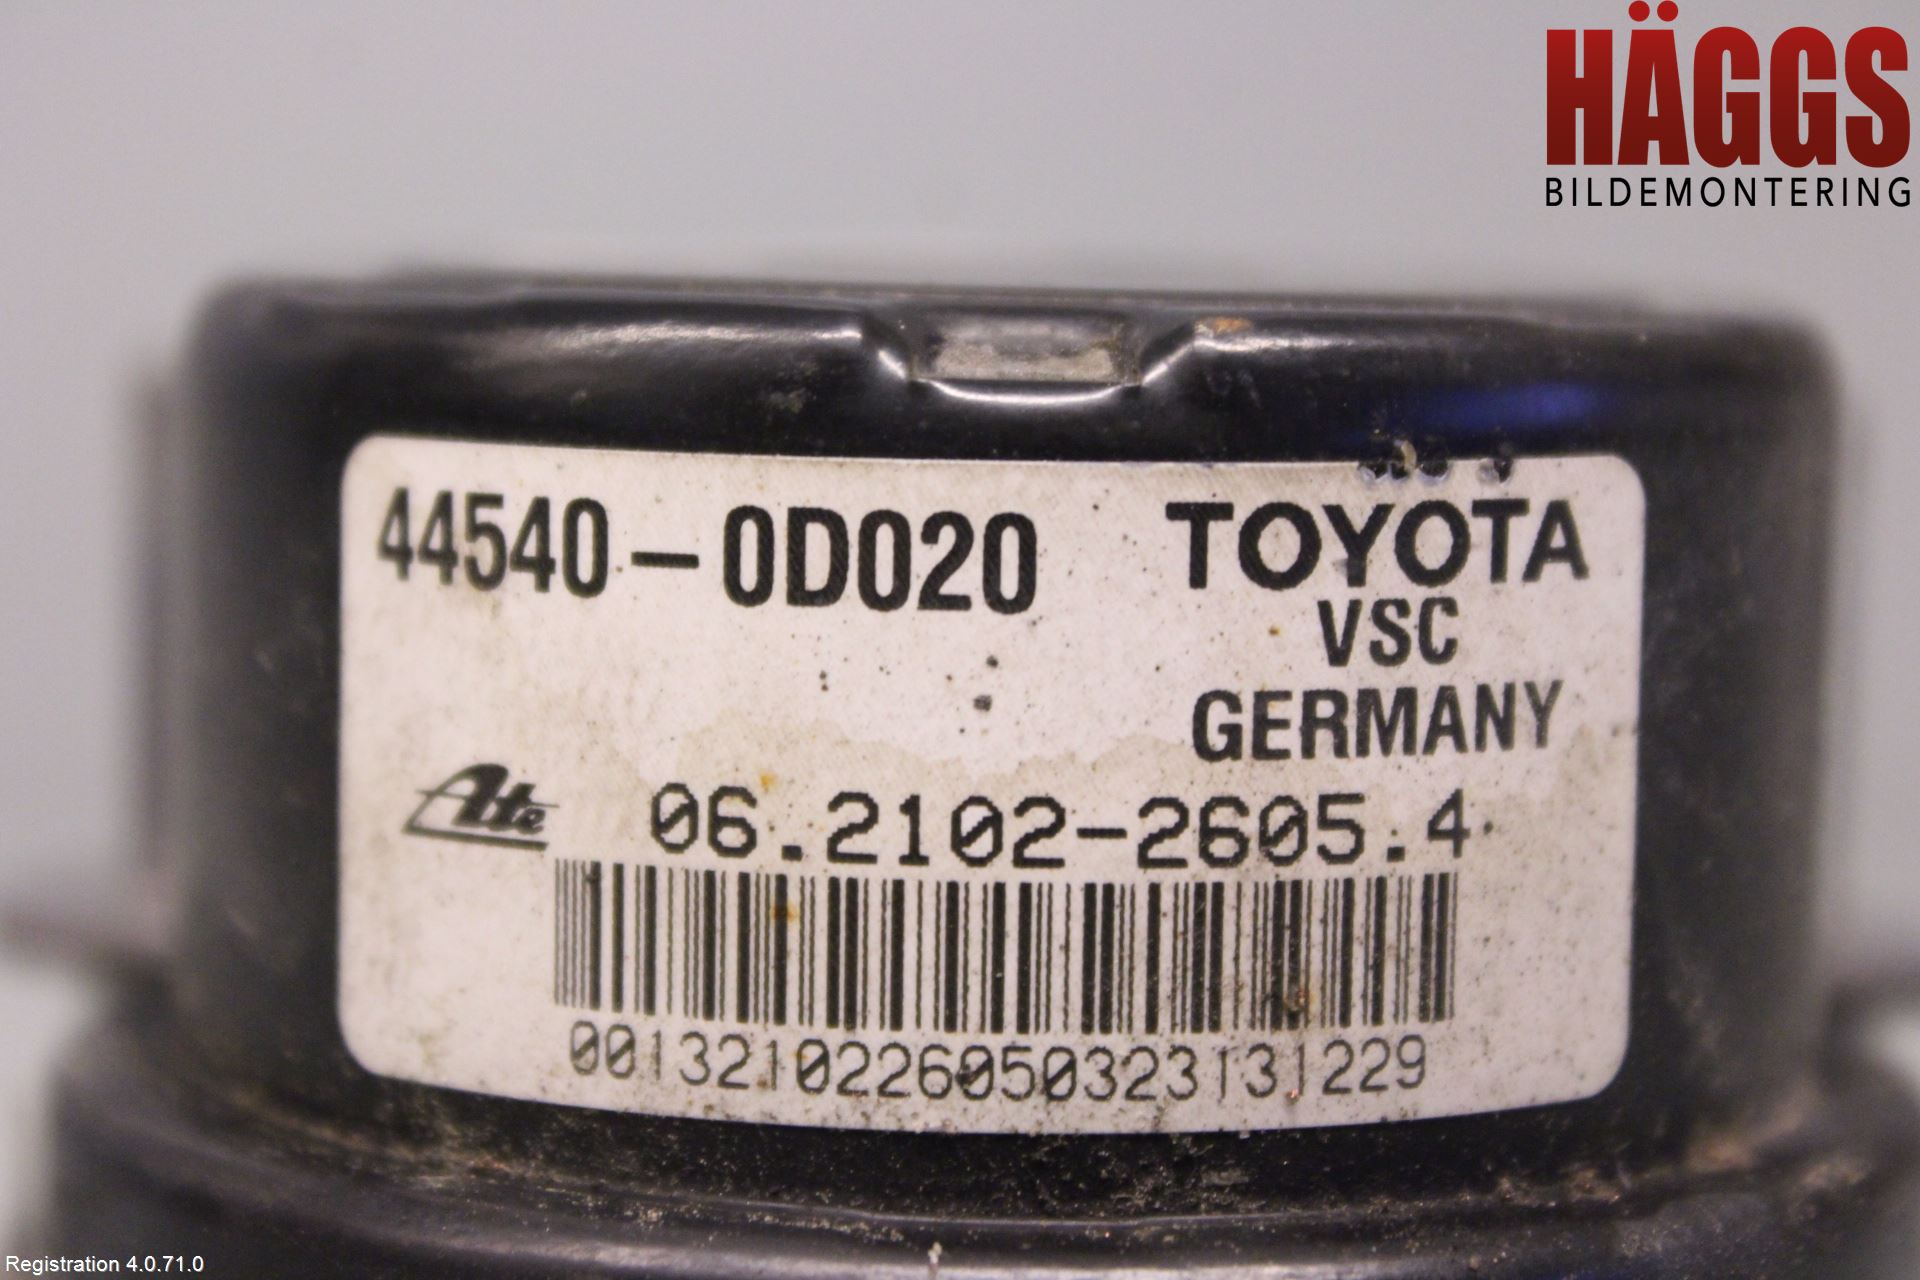 HÄGGS
BILDEMONTERING
44540-0D020 TOYOTA
VSC
GERMANY
Ate 06.2102-2605.4
0013210226050323131229
Registration 4.0.71.0